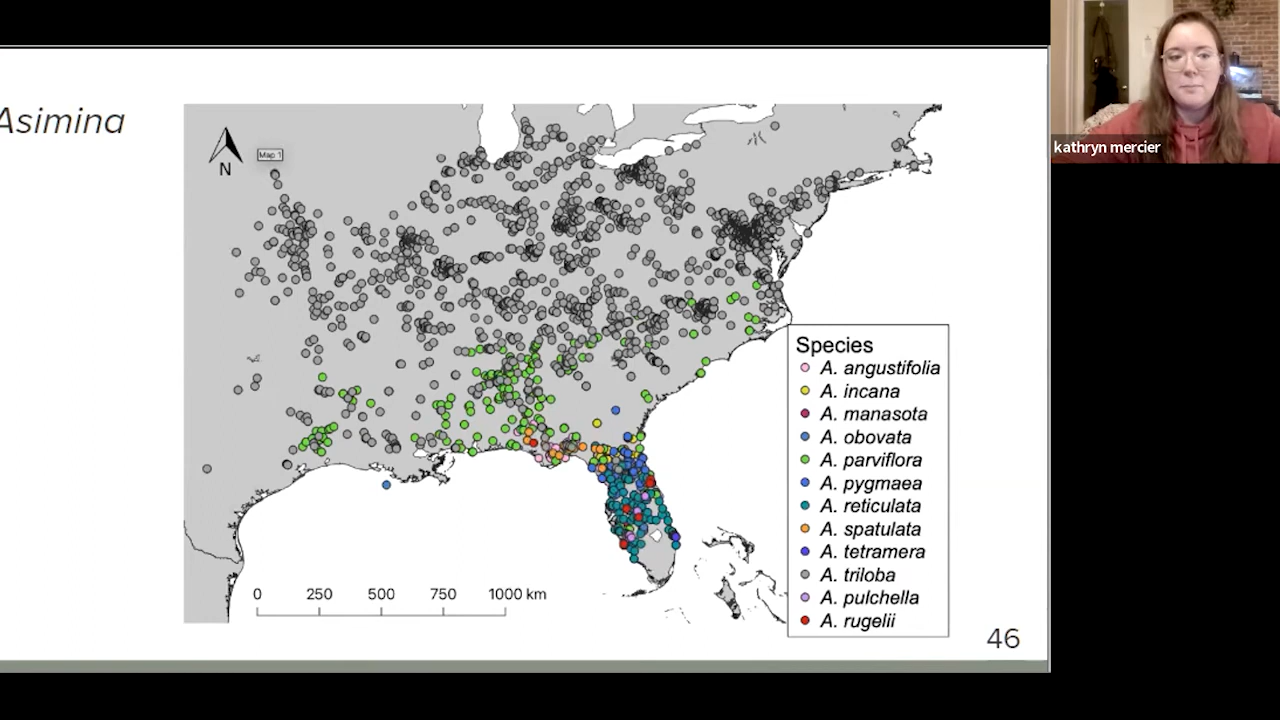 Asimina
N
Map 1
Species
A. angustifolia
A. incana
A. manasota
A. obovata
A. parviflora
A. pygmaea
A. reticulata
A. spatulata
A. tetramera
A. triloba
A. pulchella
A. rugelii
0 250 500 750 1000 km
46
kathryn mercier